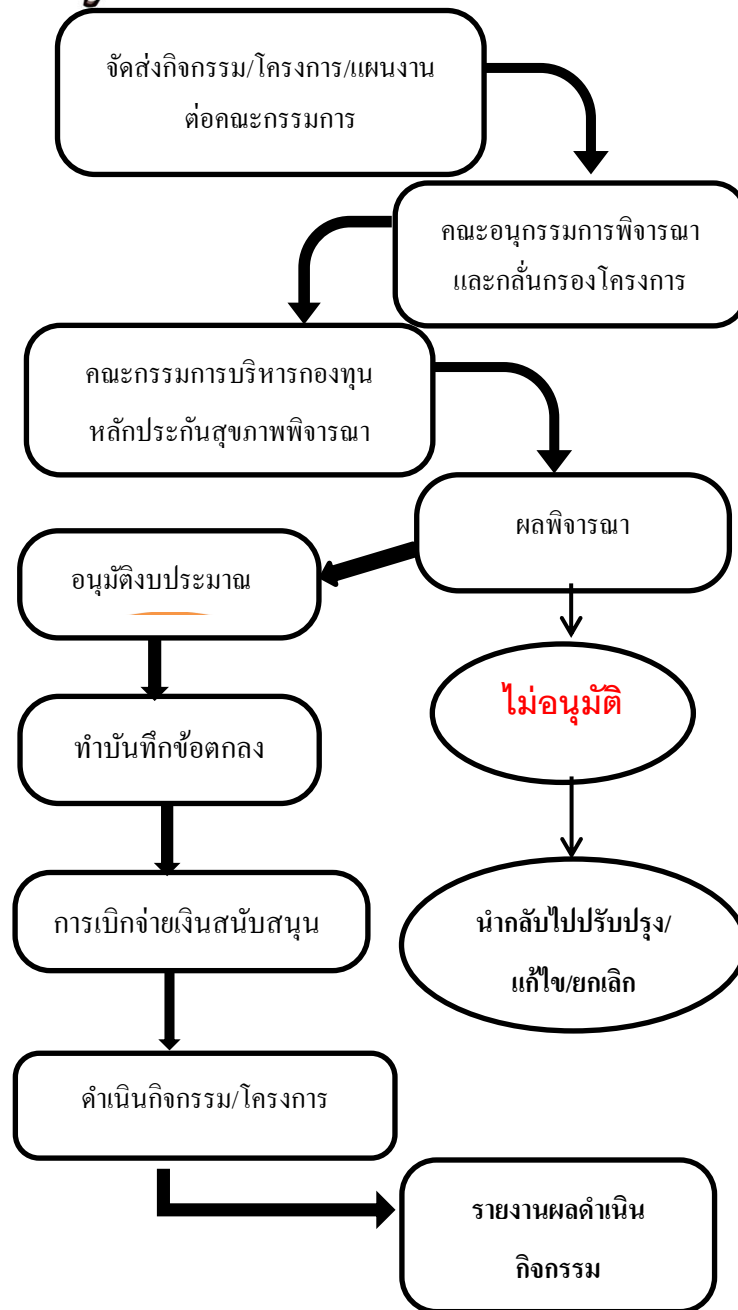 จัดส่งกิจกรรม/โครงการ/แผนงาน
ต่อคณะกรรมการ
คณะอนุกรรมการพิจารณา
และกลั่นกรองโครงการ
คณะกรรมการบริหารกองทุน
หลักประกันสุขภาพพิจารณา
ผลพิจารณา
อนุมัติงบประมาณ
ไม่อนุมัติ
ทำบันทึกข้อตกลง
การเบิกจ่ายเงินสนับสนุน
นำกลับไปปรับปรุง/
แก้ไข/ยกเลิก
ดำเนินกิจกรรม/โครงการ
รายงานผลดำเนิน
กิจกรรม